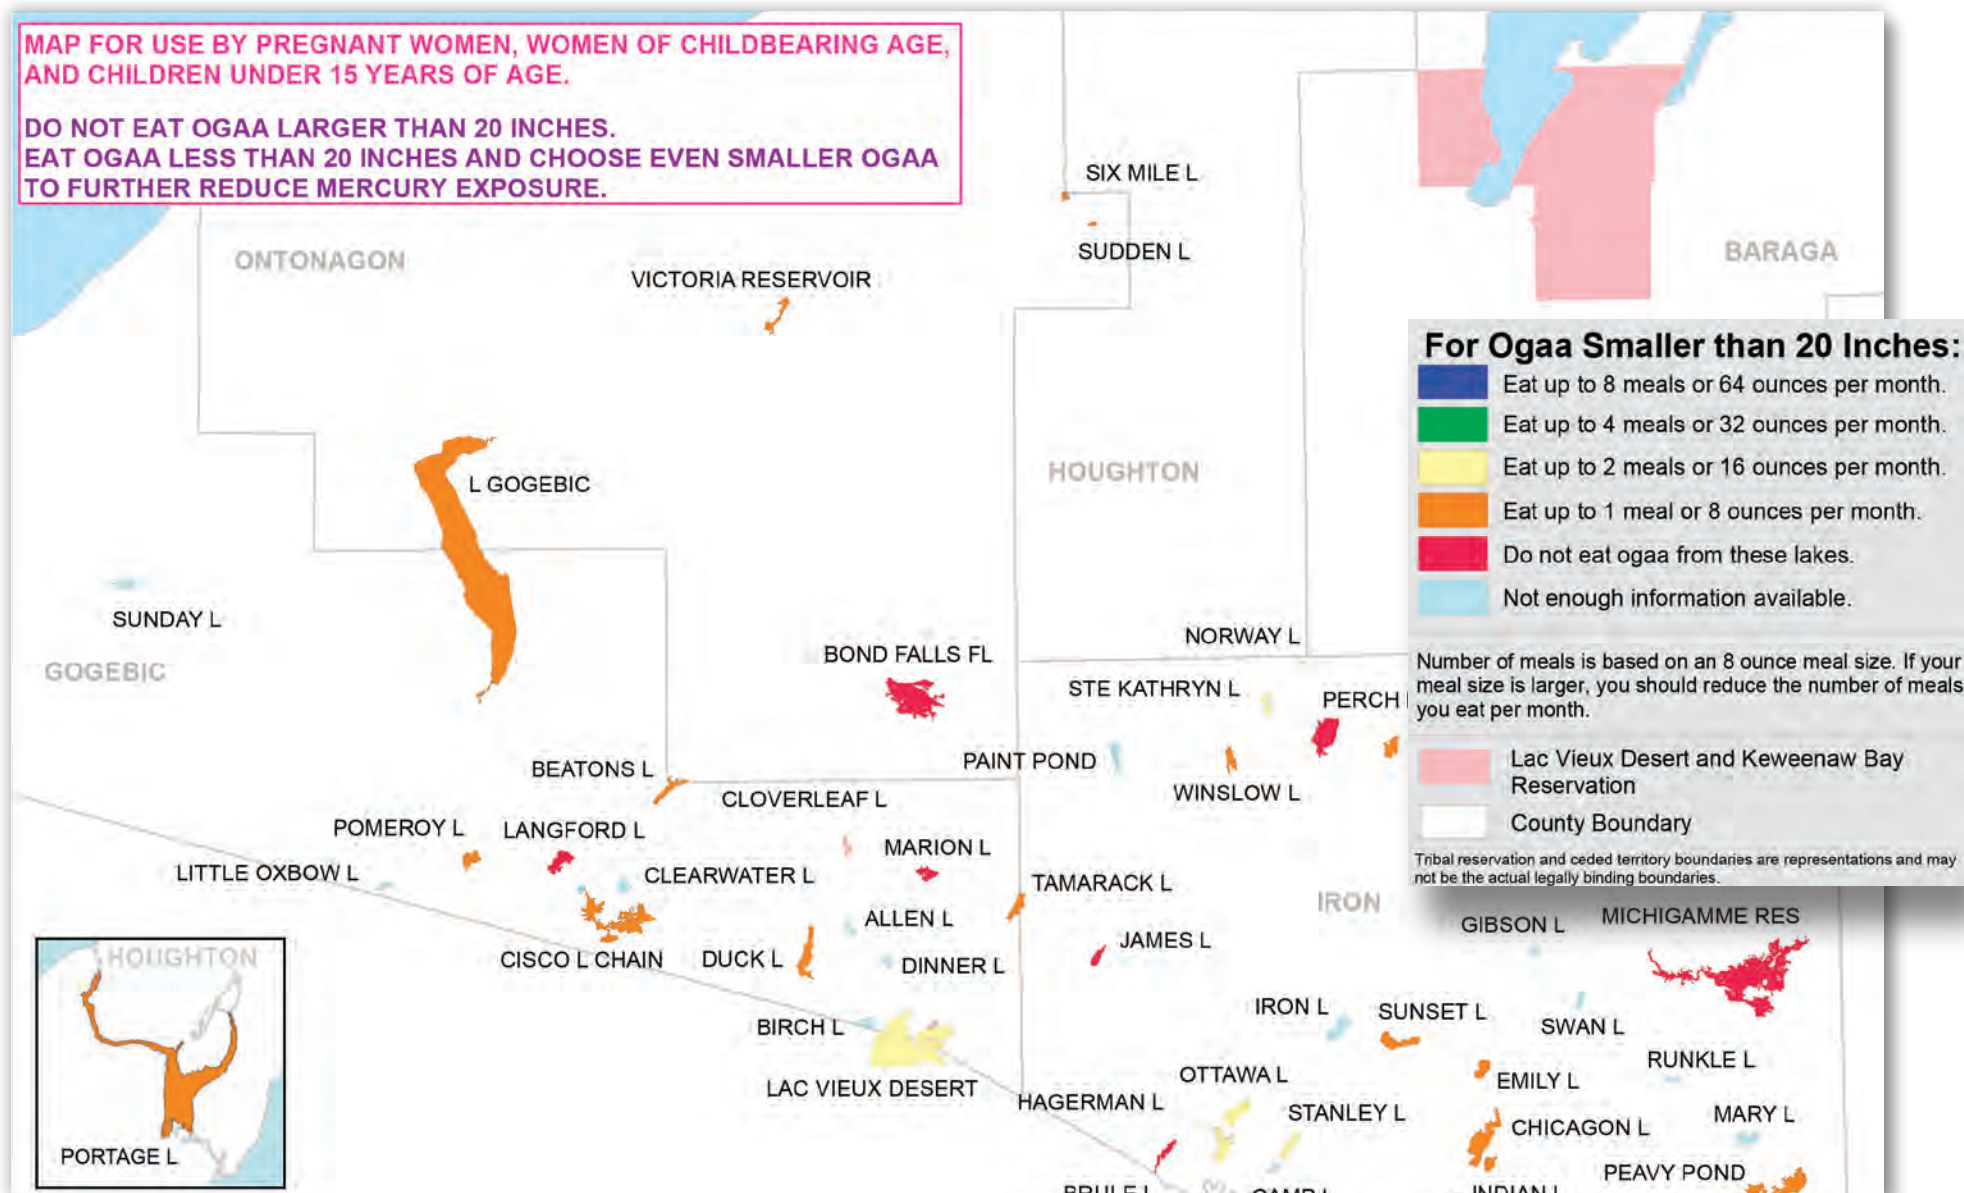 MAP FOR USE BY PREGNANT WOMEN, WOMEN OF CHILDBEARING AGE,
AND CHILDREN UNDER 15 YEARS OF AGE.
DO NOT EAT OGAA LARGER THAN 20 INCHES.
EAT OGAA LESS THAN 20 INCHES AND CHOOSE EVEN SMALLER OGAA
TO FURTHER REDUCE MERCURY EXPOSURE.
SIX MILE L
SUDDEN L
BARAGA
ONTONAGON
VICTORIA RESERVOIR
L GOGEBIC
HOUGHTON
SUNDAY L
GOGEBIC
BOND FALLS FL
NORWAY L
STE KATHRYN L
PERCH
PAINT POND
WINSLOW L
BEATONS L
CLOVERLEAF L
POMEROY L
LANGFORD L
MARION L
LITTLE OXBOW L
CLEARWATER L
TAMARACK L
ALLEN L
CISCO L CHAIN
DUCK L
DINNER L
JAMES L
IRON
GIBSON L
MICHIGAMME RES
BIRCH L
LAC VIEUX DESERT
IRON L
SUNSET L
SWAN L
RUNKLE L
OTTAWA L
EMILY L
HAGERMAN L
STANLEY L
CHICAGON L
MARY L
PEAVY POND
BRULE L
CAMP L
INDIAN L
HOUGHTON
PORTAGE L
For Ogaa Smaller than 20 Inches:
Eat up to 8 meals or 64 ounces per month.
Eat up to 4 meals or 32 ounces per month.
Eat up to 2 meals or 16 ounces per month.
Eat up to 1 meal or 8 ounces per month.
Do not eat ogaa from these lakes.
Not enough information available.
Number of meals is based on an 8 ounce meal size. If your
meal size is larger, you should reduce the number of meals
you eat per month.
Lac Vieux Desert and Keweenaw Bay
Reservation
County Boundary
Tribal reservation and ceded territory boundaries are representations and may
not be the actual legally binding boundaries.